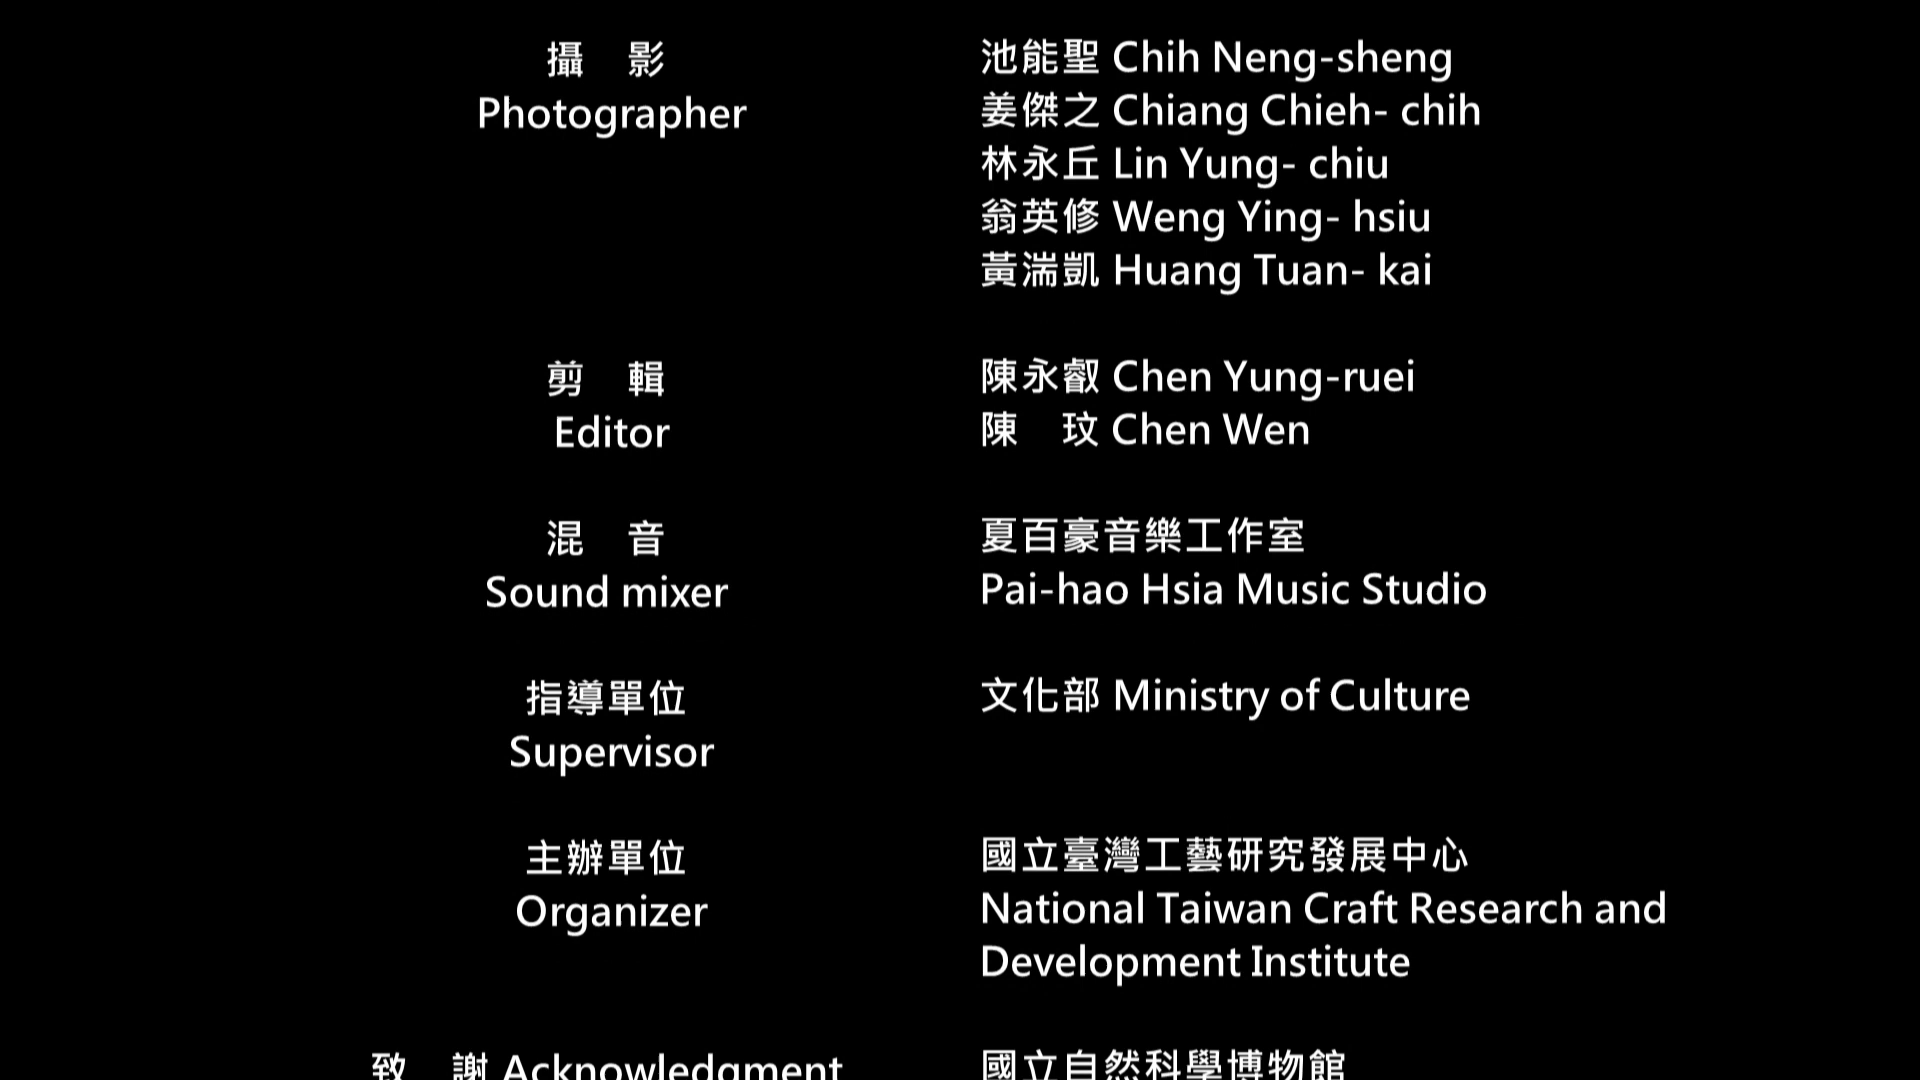 攝　影
Photographer
池能聖 Chih Neng-sheng
姜傑之 Chiang Chieh- chih
林永丘 Lin Yung- chiu
翁英修 Weng Ying- hsiu
黃湍凱 Huang Tuan- kai
剪　輯
Editor
陳永叡 Chen Yung-ruei
陳　玟 Chen Wen
混　音
Sound mixer
夏百豪音樂工作室
Pai-hao Hsia Music Studio
指導單位
Supervisor
文化部 Ministry of Culture
主辦單位
Organizer
國立臺灣工藝研究發展中心
National Taiwan Craft Research and
Development Institute
致　謝 Acknowledgment
國立自然科學博物館